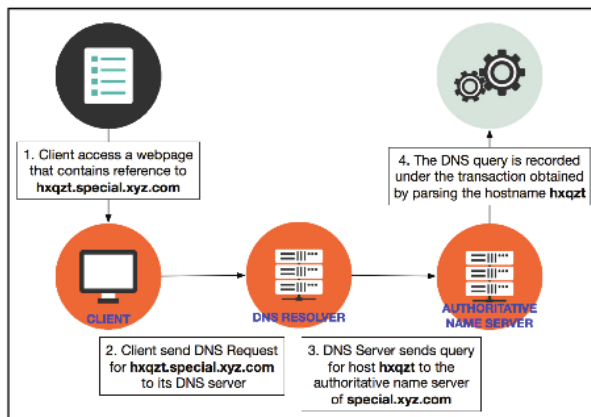 1. Client access a webpage
that contains reference to
hxqzt.special.xyz.com
4. The DNS query is recorded
under the transaction obtained
by parsing the hostname hxqzt
CLIENT
DNS RESOLVER
AUTHORITATIVE
NAME SERVER
2. Client send DNS Request
for hxqzt.special.xyz.com
to its DNS server
3. DNS Server sends query
for host hxqzt to the
authoritative name server
of special.xyz.com